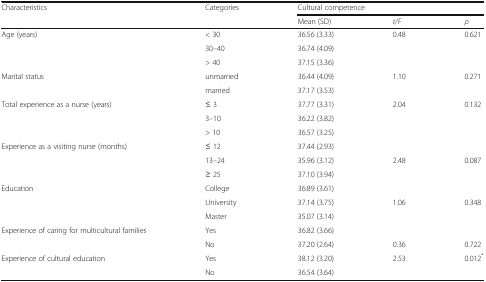 Characteristics Categories Cultural competence
Mean (SD) t/F p
Age (years) < 30 36.56 (3.33) 0.48 0.621
30–40 36.74 (4.09)
> 40 37.15 (3.36)
Marital status unmarried 36.44 (4.09) 1.10 0.271
married 37.17 (3.53)
Total experience as a nurse (years) ≤ 3 37.77 (3.31) 2.04 0.132
3–10 36.22 (3.82)
> 10 36.57 (3.25)
Experience as a visiting nurse (months) ≤ 12 37.44 (2.93)
13–24 35.96 (3.12) 2.48 0.087
≥ 25 37.10 (3.94)
Education College 36.89 (3.61)
University 37.14 (3.75) 1.06 0.348
Master 35.07 (3.14)
Experience of caring for multicultural families Yes 36.82 (3.66)
No 37.20 (2.64) 0.36 0.722
Experience of cultural education Yes 38.12 (3.20) 2.53 0.012*
No 36.54 (3.64)